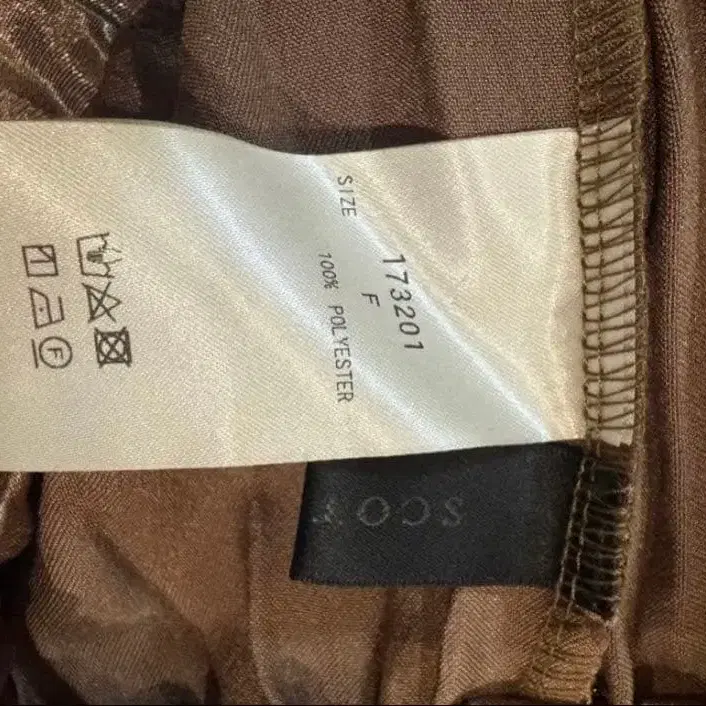 173201
SIZE F
100% POLYESTER
F
SCOT